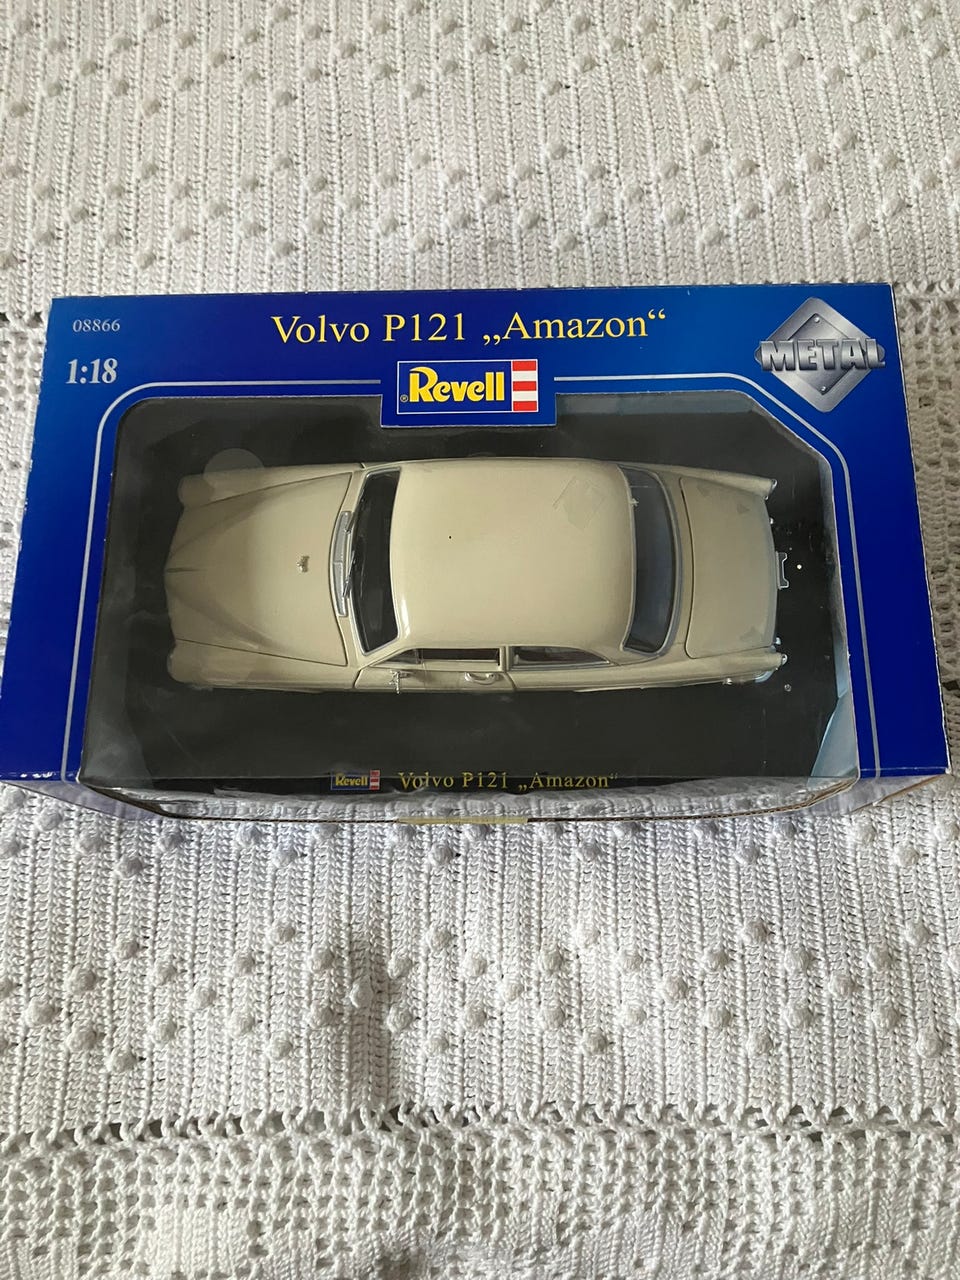 08866
Volvo P121 „Amazon“
1:18
METAL
®Revell
Revell Volvo P121 „Amazon“